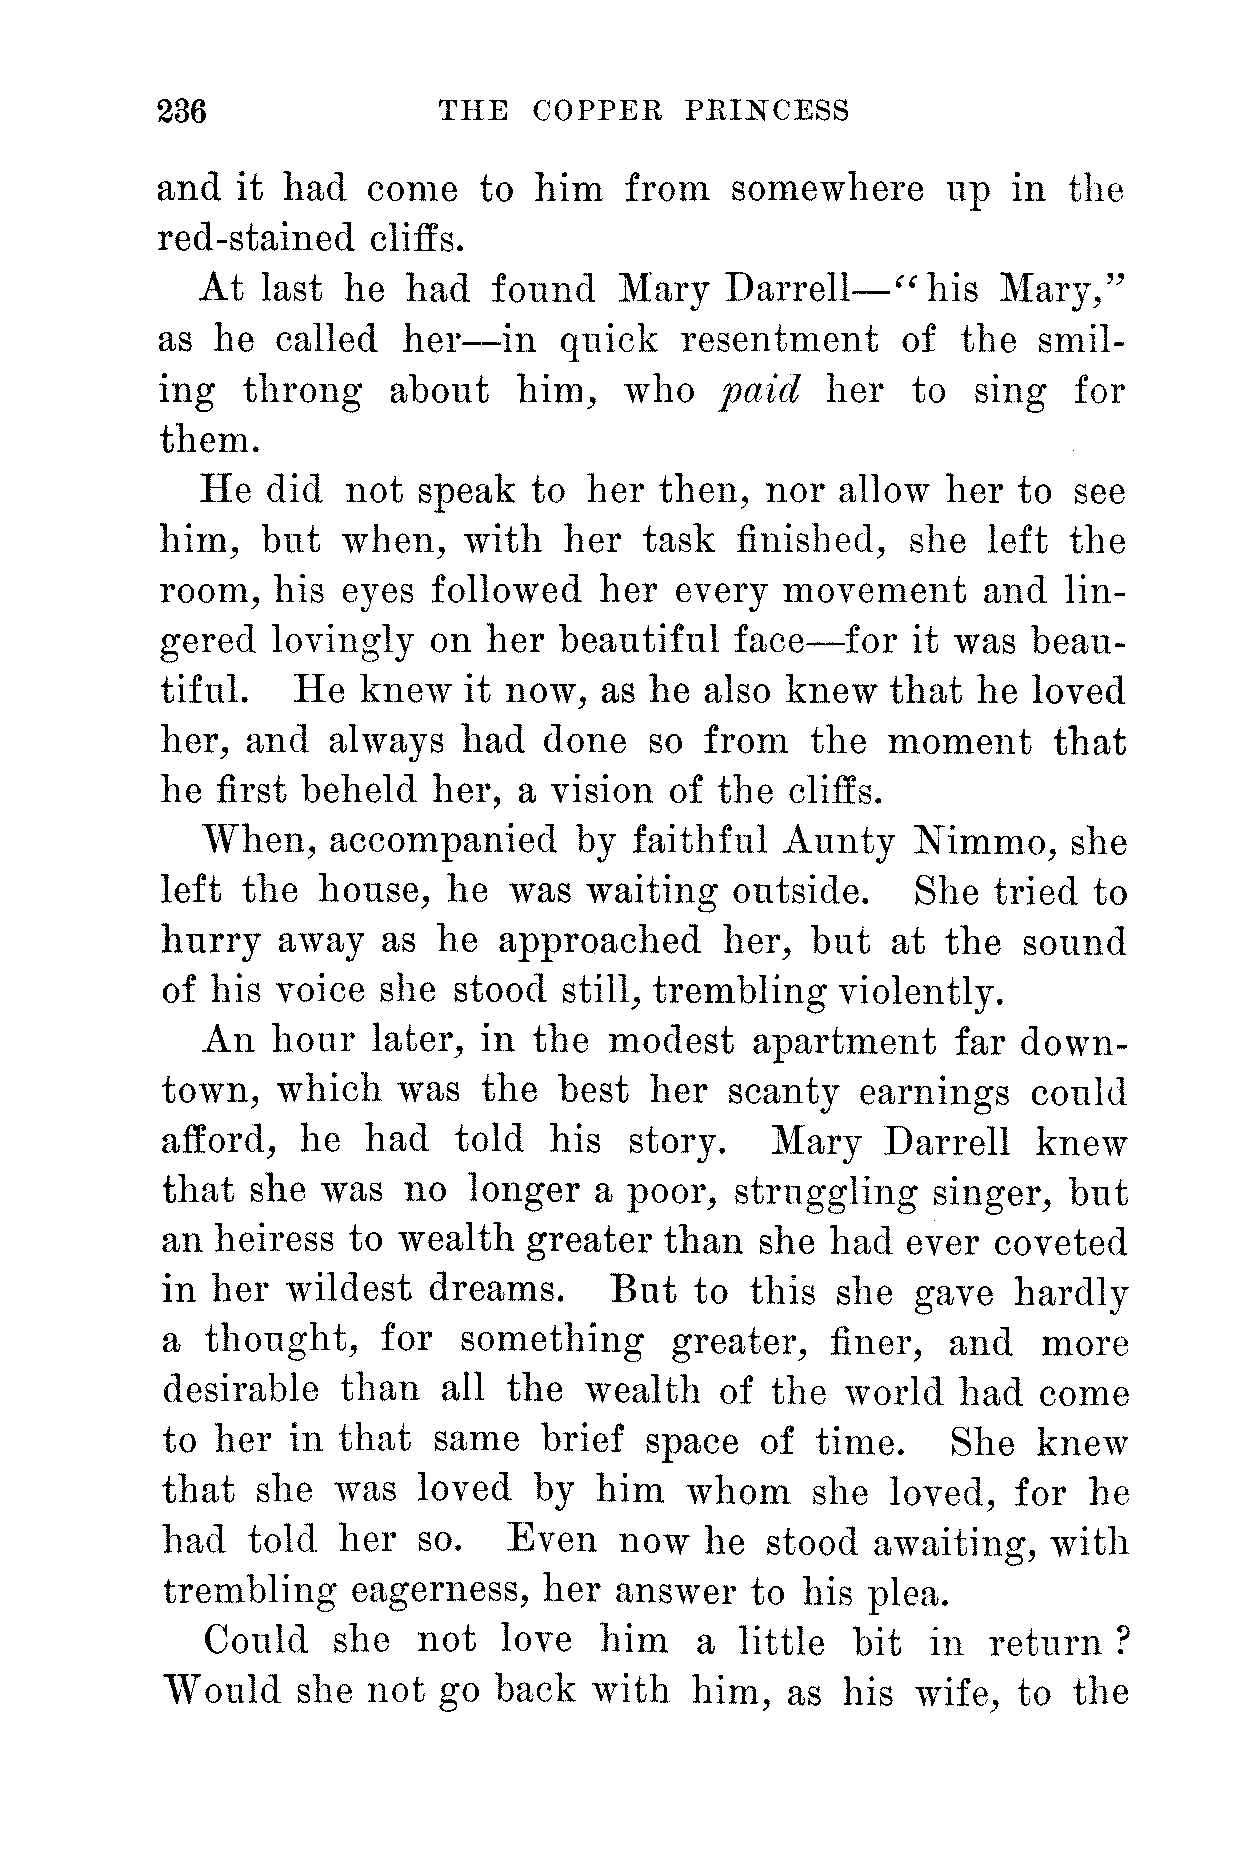 236 THE COPPER PRINCESS
and it had come to him from somewhere up in the
red-stained cliffs.
At last he had found Mary Darrell—“his Mary,”
as he called her—in quick resentment of the smil-
ing throng about him, who paid her to sing for
them.
He did not speak to her then, nor allow her to see
him, but when, with her task finished, she left the
room, his eyes followed her every movement and lin-
gered lovingly on her beautiful face—for it was beau-
tiful. He knew it now, as he also knew that he loved
her, and always had done so from the moment that
he first beheld her, a vision of the cliffs.
When, accompanied by faithful Aunty Nimmo, she
left the house, he was waiting outside. She tried to
hurry away as he approached her, but at the sound
of his voice she stood still, trembling violently.
An hour later, in the modest apartment far down-
town, which was the best her scanty earnings could
afford, he had told his story. Mary Darrell knew
that she was no longer a poor, struggling singer, but
an heiress to wealth greater than she had ever coveted
in her wildest dreams. But to this she gave hardly
a thought, for something greater, finer, and more
desirable than all the wealth of the world had come
to her in that same brief space of time. She knew
that she was loved by him whom she loved, for he
had told her so. Even now he stood awaiting, with
trembling eagerness, her answer to his plea.
Could she not love him a little bit in return?
Would she not go back with him, as his wife, to the